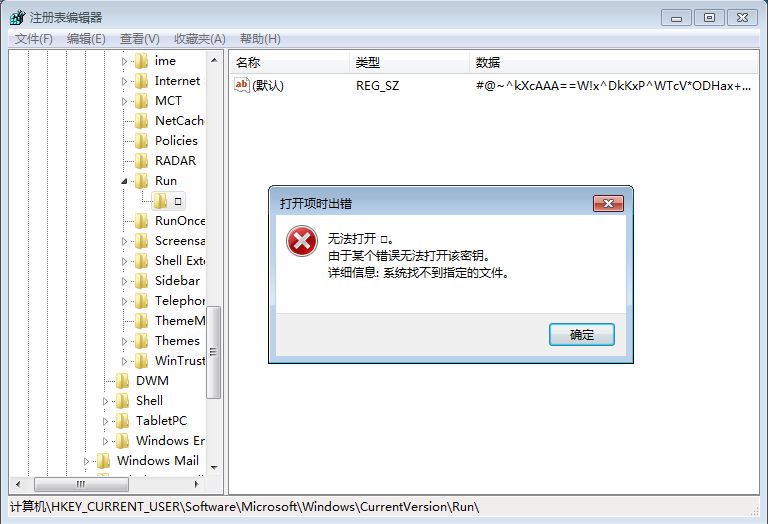 注册表编辑器
文件(F) 编辑(E) 查看(V) 收藏夹(A) 帮助(H)
ime
Internet
MCT
NetCache
Policies
RADAR
Run
□
RunOnce
Screensa
Shell Exte
Sidebar
Telephon
ThemeM
Themes
WinTrust
DWM
Shell
TabletPC
Windows Er
Windows Mail
名称 类型 数据
ab (默认) REG_SZ #@~^kXcAAA==W!x^DkKxP^WTcV*ODHax+...
打开项时出错
无法打开 □。
由于某个错误无法打开该密钥。
详细信息: 系统找不到指定的文件。
确定
计算机\HKEY_CURRENT_USER\Software\Microsoft\Windows\CurrentVersion\Run\